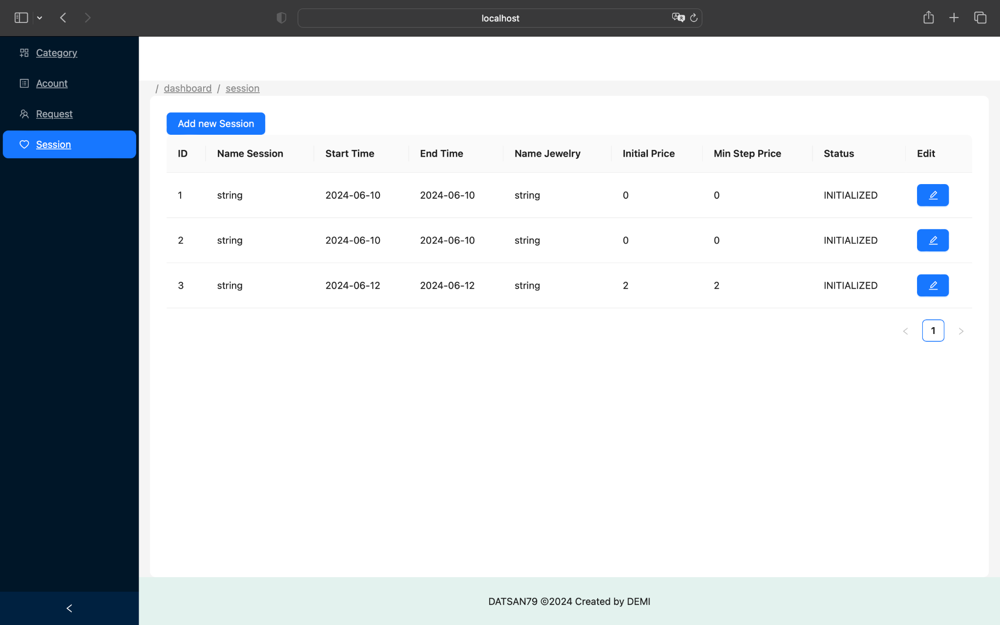 localhost
Category
Acount
Request
Session
/ dashboard / session
Add new Session
ID Name Session Start Time End Time Name Jewelry Initial Price Min Step Price Status Edit
1 string 2024-06-10 2024-06-10 string 0 0 INITIALIZED
2 string 2024-06-10 2024-06-10 string 0 0 INITIALIZED
3 string 2024-06-12 2024-06-12 string 2 2 INITIALIZED
< 1 >
DATSAN79 ©2024 Created by DEMI